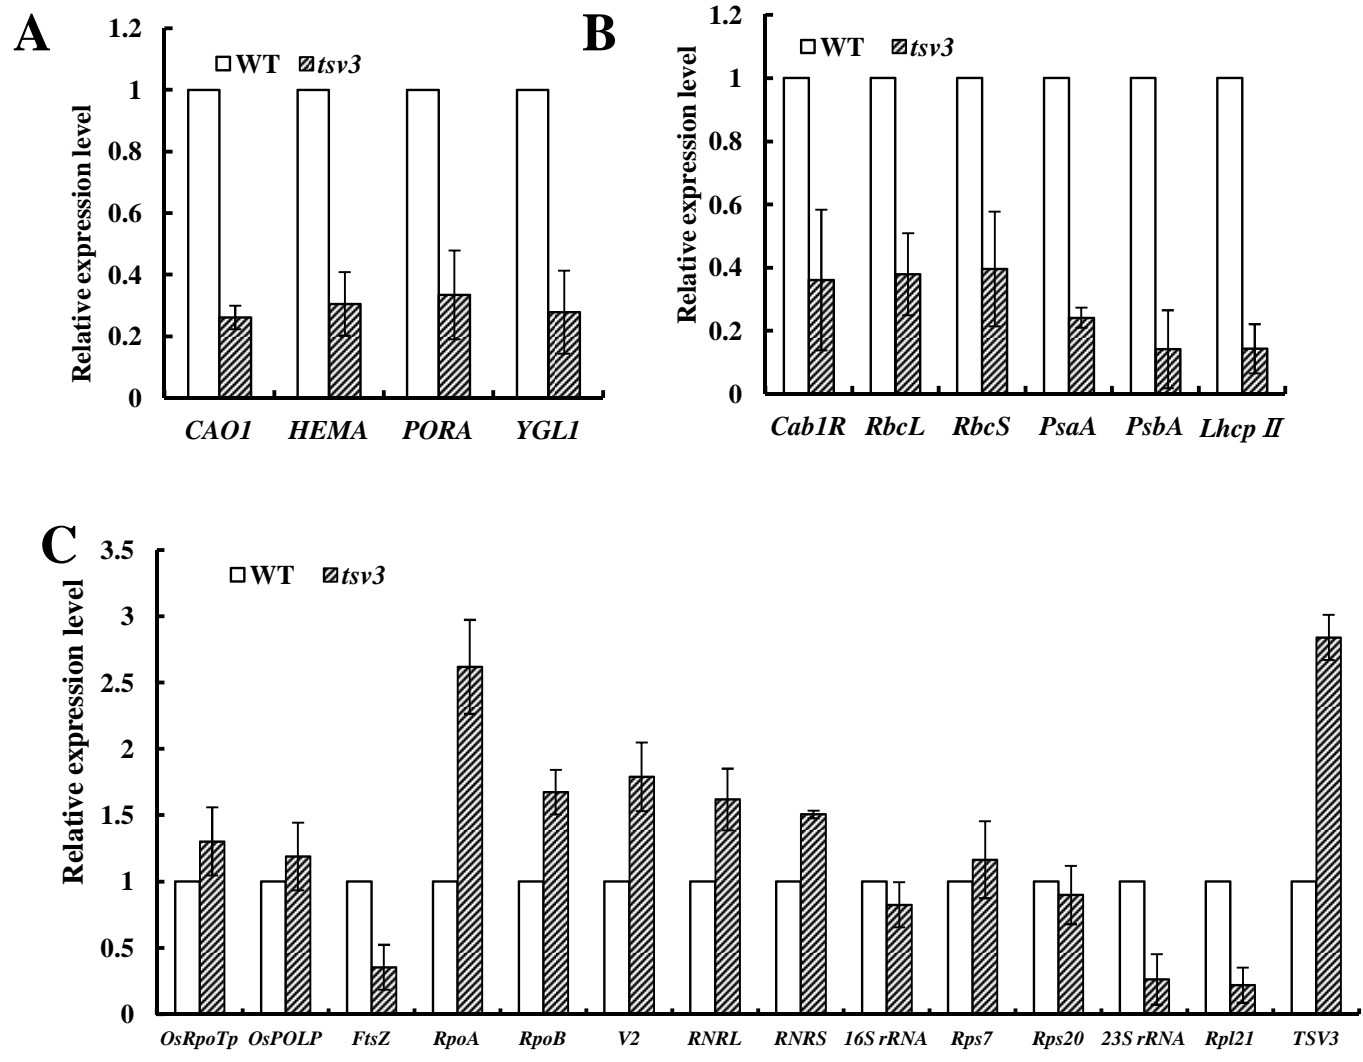 A
Relative expression level
1.2
1
0.8
0.6
0.4
0.2
0
WT tsv3
CAO1 HEMA PORA YGL1
B
Relative expression level
1.2
1
0.8
0.6
0.4
0.2
0
WT tsv3
Cab1R RbcL RbcS PsaA PsbA Lhcp II
C
Relative expression level
3.5
3
2.5
2
1.5
1
0.5
0
WT tsv3
OsRpoTp OsPOLP FtsZ RpoA RpoB V2 RNRL RNRS 16S rRNA Rps7 Rps20 23S rRNA Rpl21 TSV3